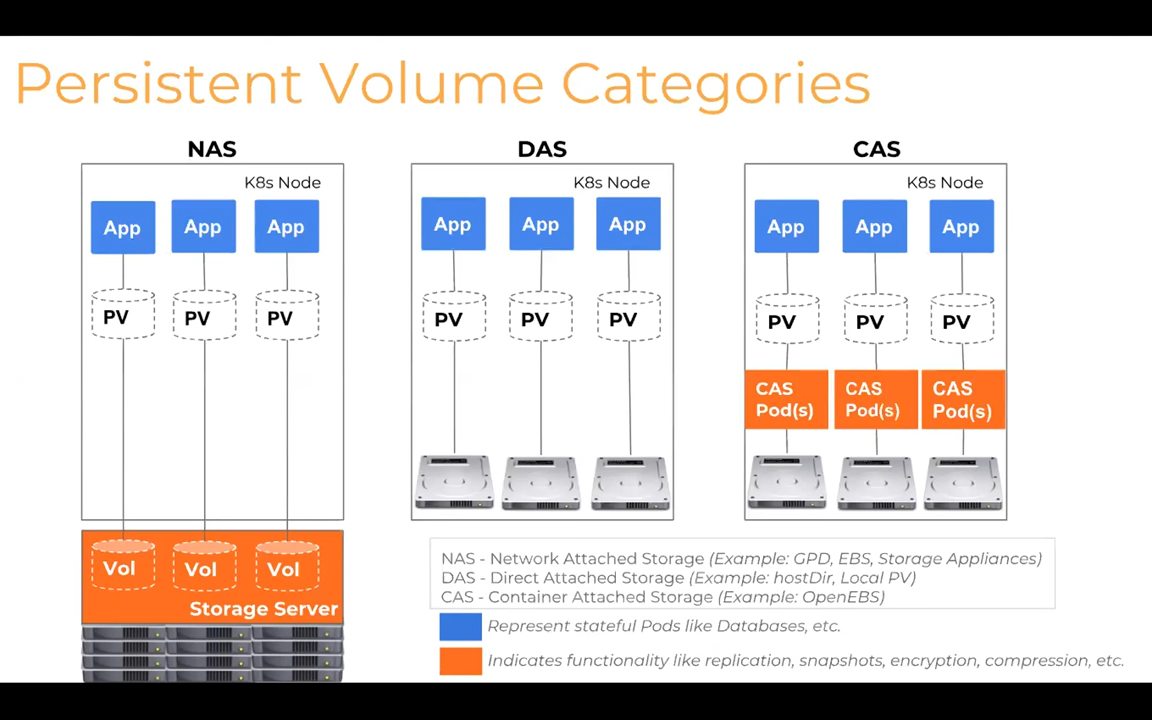 Persistent Volume Categories
NAS
DAS
CAS
K8s Node
K8s Node
K8s Node
App App App
App App App
App App App
PV PV PV
PV PV PV
PV PV PV
CAS Pod(s)
CAS Pod(s)
CAS Pod(s)
Vol Vol Vol
Storage Server
NAS - Network Attached Storage (Example: GPD, EBS, Storage Appliances)
DAS - Direct Attached Storage (Example: hostDir, Local PV)
CAS - Container Attached Storage (Example: OpenEBS)
Represent stateful Pods like Databases, etc.
Indicates functionality like replication, snapshots, encryption, compression, etc.